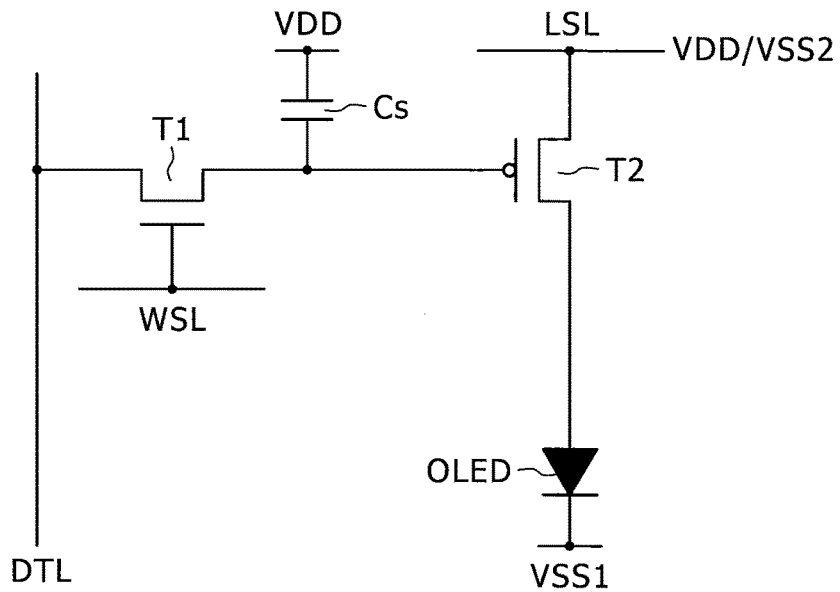 VDD
LSL
VDD/VSS2
Cs
T1
T2
WSL
OLED
DTL
VSS1